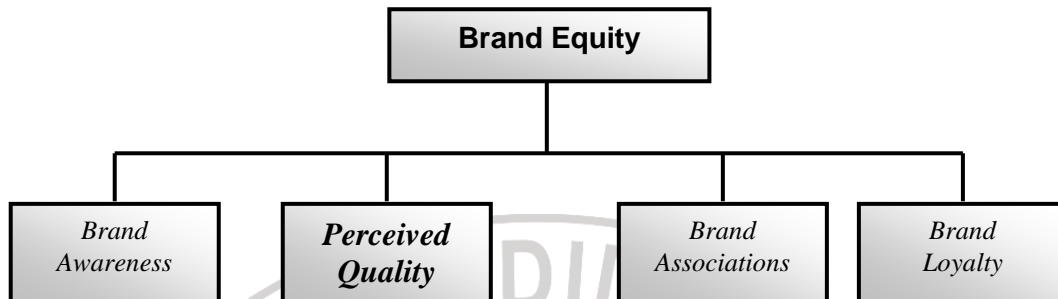 Brand Equity
Brand
Awareness
Perceived
Quality
Brand
Associations
Brand
Loyalty